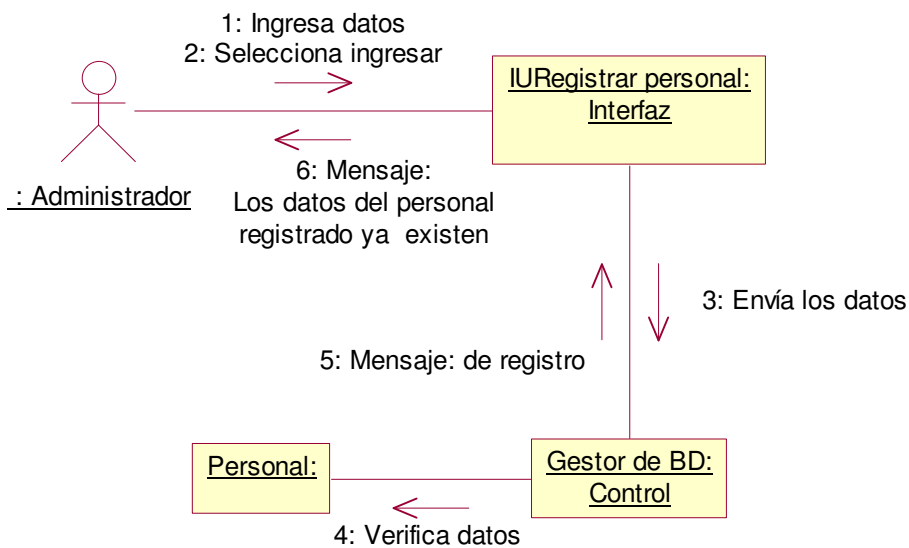 1: Ingresa datos
2: Selecciona ingresar
IURegistrar personal:
Interfaz
: Administrador
6: Mensaje:
Los datos del personal
registrado ya existen
3: Envía los datos
5: Mensaje: de registro
Personal:
Gestor de BD:
Control
4: Verifica datos